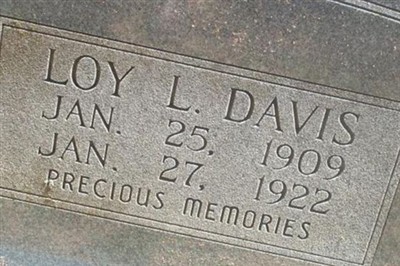 LOY L. DAVIS
JAN. 25, 1909
JAN. 27, 1922
PRECIOUS MEMORIES